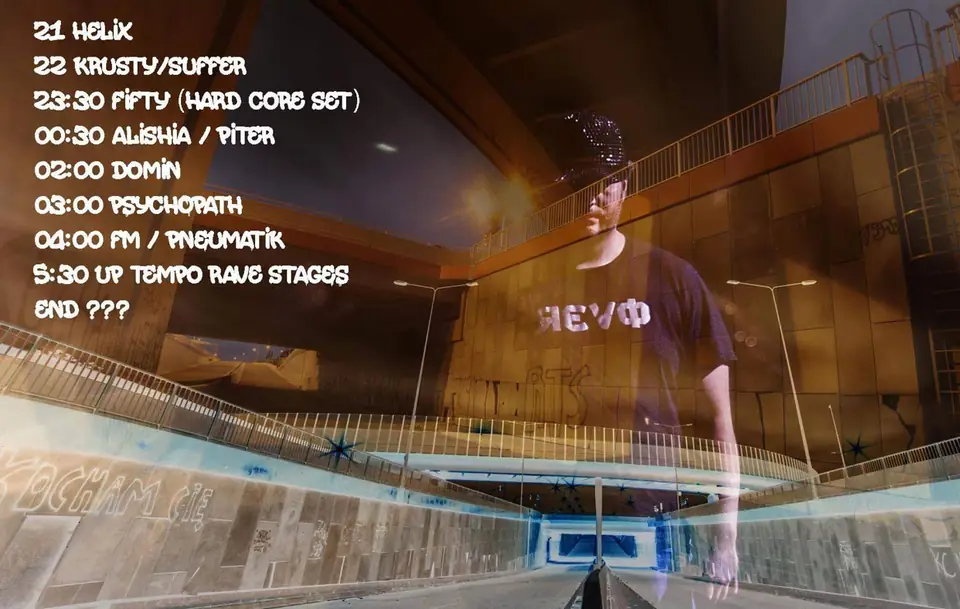 21 HELIX
22 KRUSTY/SUFFER
23:30 FIFTY (HARD CORE SET)
00:30 ALISHIA / PITER
02:00 DOMIN
03:00 PSYCHOPATH
04:00 FM / PNEUMATIK
5:30 UP TEMPO RAVE STAGES
END ???
ЯEVФ
KOCHAM CIĘ